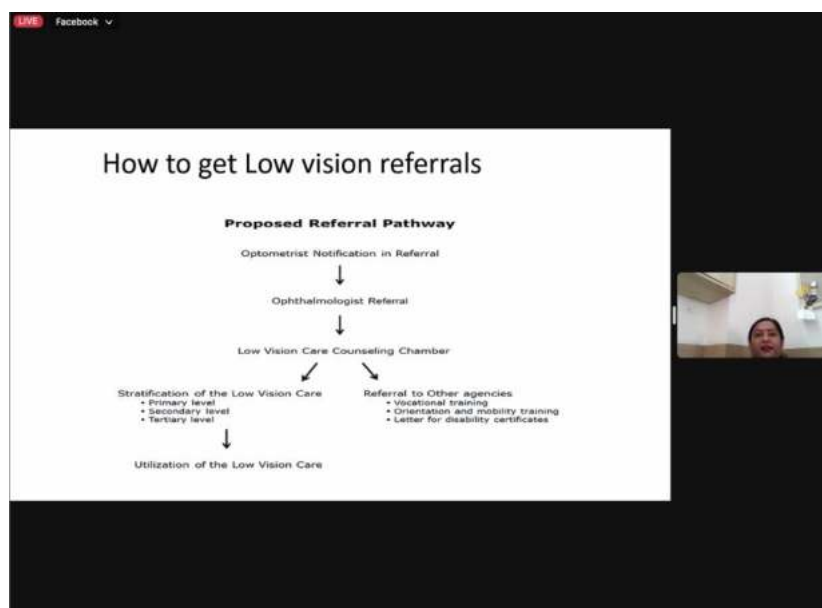 LIVE Facebook
How to get Low vision referrals
Proposed Referral Pathway
Optometrist Notification in Referral
Ophthalmologist Referral
Low Vision Care Counseling Chamber
Stratification of the Low Vision Care
• Primary level
• Secondary level
• Tertiary level
Referral to Other agencies
• Vocational training
• Orientation and mobility training
• Letter for disability certificates
Utilization of the Low Vision Care